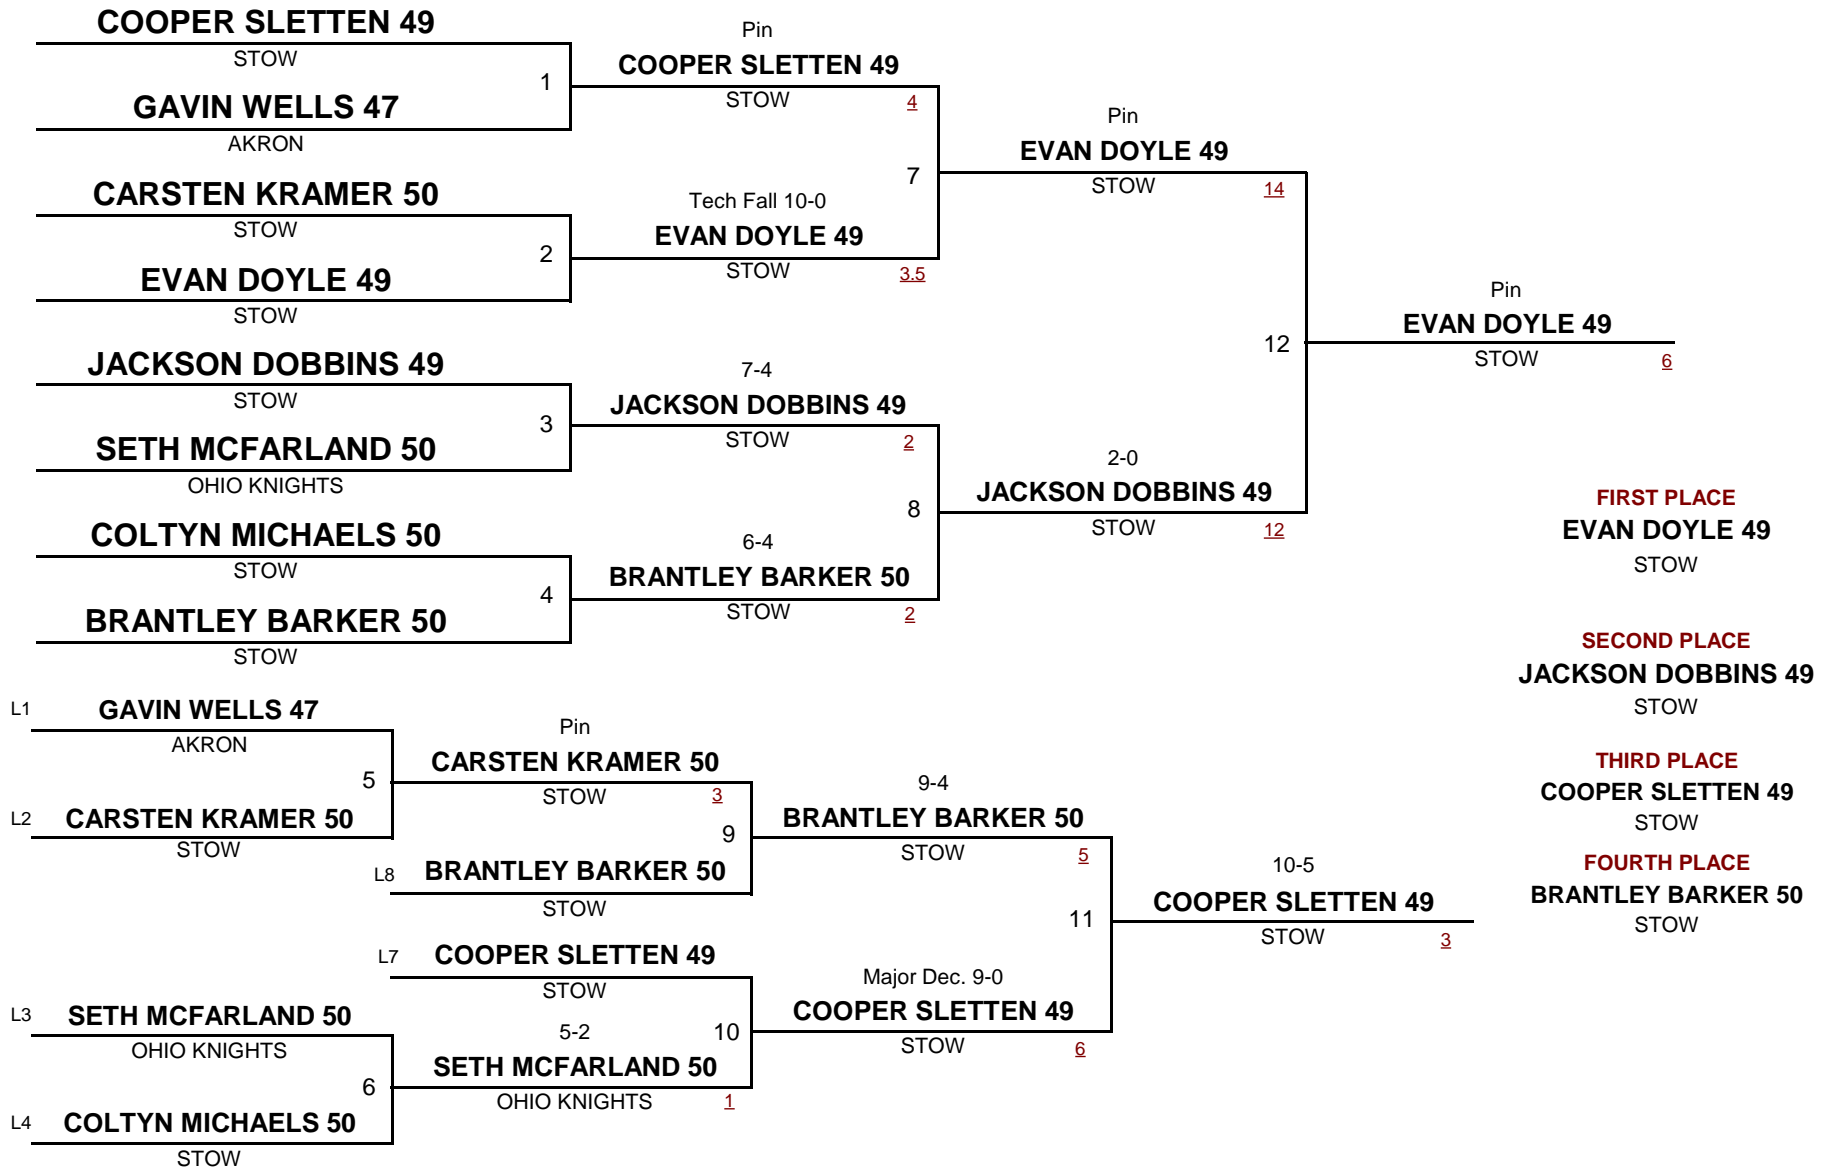 COOPER SLETTEN 49
STOW
1
GAVIN WELLS 47
AKRON
CARSTEN KRAMER 50
STOW
2
EVAN DOYLE 49
STOW
JACKSON DOBBINS 49
STOW
3
SETH MCFARLAND 50
OHIO KNIGHTS
COLTYN MICHAELS 50
STOW
4
BRANTLEY BARKER 50
STOW
Pin
COOPER SLETTEN 49
STOW 4
7
Tech Fall 10-0
EVAN DOYLE 49
STOW 3.5
7-4
JACKSON DOBBINS 49
STOW 2
8
6-4
BRANTLEY BARKER 50
STOW 2
Pin
EVAN DOYLE 49
STOW 14
12
2-0
JACKSON DOBBINS 49
STOW 12
Pin
EVAN DOYLE 49
STOW 6
FIRST PLACE
EVAN DOYLE 49
STOW
SECOND PLACE
JACKSON DOBBINS 49
STOW
THIRD PLACE
COOPER SLETTEN 49
STOW
FOURTH PLACE
BRANTLEY BARKER 50
STOW
L1 GAVIN WELLS 47
AKRON
5
L2 CARSTEN KRAMER 50
STOW
L3 SETH MCFARLAND 50
OHIO KNIGHTS
6
L4 COLTYN MICHAELS 50
STOW
Pin
CARSTEN KRAMER 50
STOW 3
9
L8 BRANTLEY BARKER 50
STOW
L7 COOPER SLETTEN 49
STOW
10
5-2
SETH MCFARLAND 50
OHIO KNIGHTS 1
9-4
BRANTLEY BARKER 50
STOW 5
11
Major Dec. 9-0
COOPER SLETTEN 49
STOW 6
10-5
COOPER SLETTEN 49
STOW 3